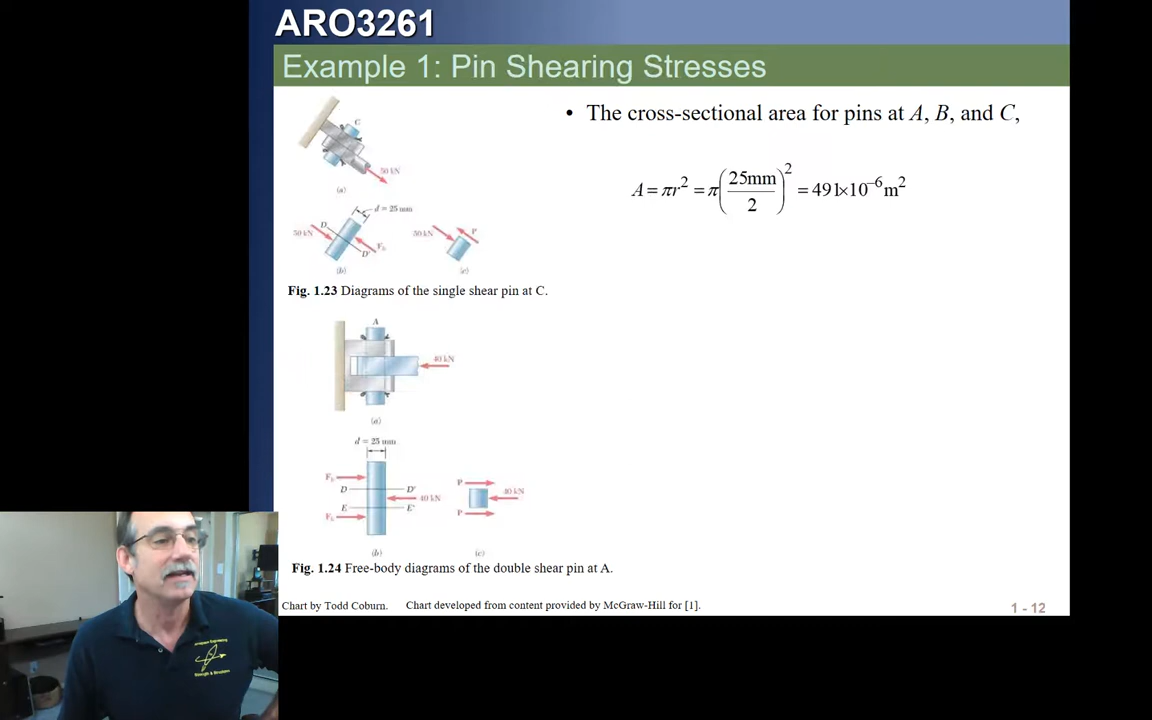 ARO3261
Example 1: Pin Shearing Stresses
• The cross-sectional area for pins at A, B, and C,
A = πr² = π(25mm/2)² = 491×10⁻⁶m²
C
50 kN
(a)
d = 25 mm
50 kN
D
D'
(b)
50 kN
P
(c)
Fig. 1.23 Diagrams of the single shear pin at C.
A
40 kN
(a)
d = 25 mm
D
D'
40 kN
E
E'
(b)
P
40 kN
P
(c)
Fig. 1.24 Free-body diagrams of the double shear pin at A.
Chart by Todd Coburn. Chart developed from content provided by McGraw-Hill for [1].
1 - 12